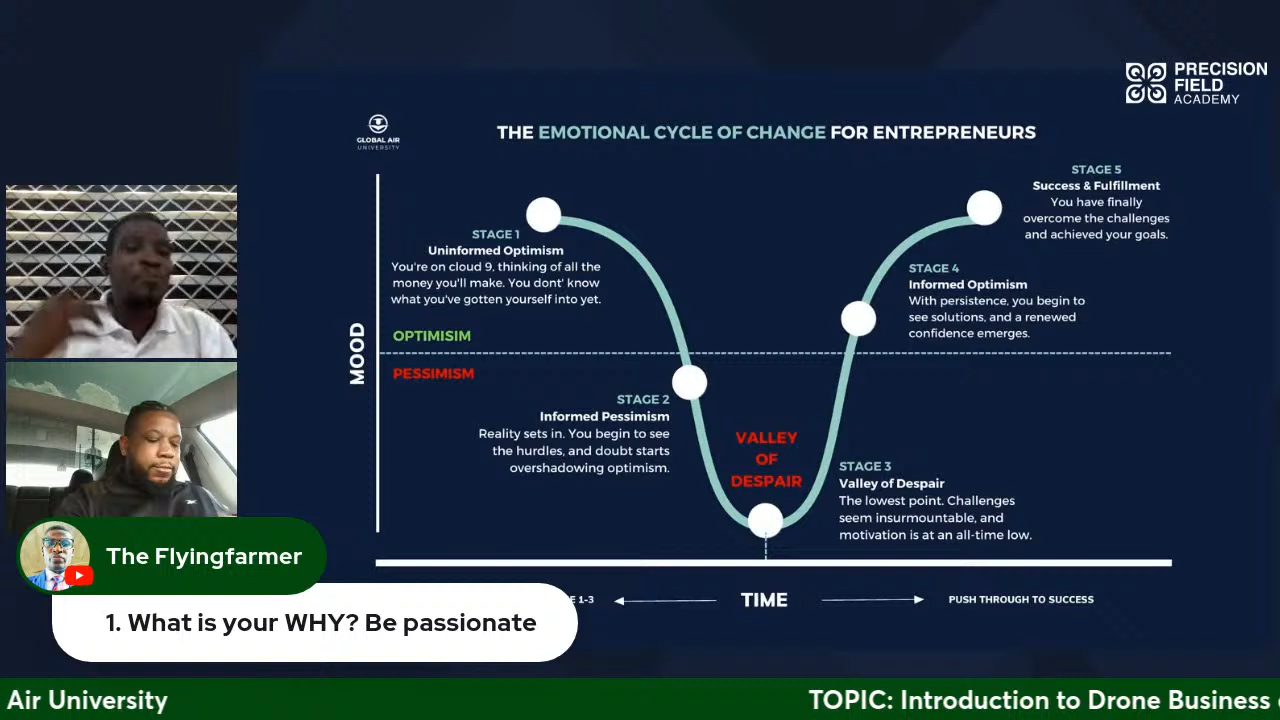 PRECISION
FIELD
ACADEMY
GLOBAL AIR
UNIVERSITY
THE EMOTIONAL CYCLE OF CHANGE FOR ENTREPRENEURS
STAGE 1
Uninformed Optimism
You're on cloud 9, thinking of all the
money you'll make. You dont' know
what you've gotten yourself into yet.
OPTIMISIM
PESSIMISM
MOOD
STAGE 2
Informed Pessimism
Reality sets in. You begin to see
the hurdles, and doubt starts
overshadowing optimism.
VALLEY
OF
DESPAIR
STAGE 3
Valley of Despair
The lowest point. Challenges
seem insurmountable, and
motivation is at an all-time low.
STAGE 4
Informed Optimism
With persistence, you begin to
see solutions, and a renewed
confidence emerges.
STAGE 5
Success & Fulfillment
You have finally
overcome the challenges
and achieved your goals.
1-3
TIME
PUSH THROUGH TO SUCCESS
The Flyingfarmer
1. What is your WHY? Be passionate
Air University
TOPIC: Introduction to Drone Business